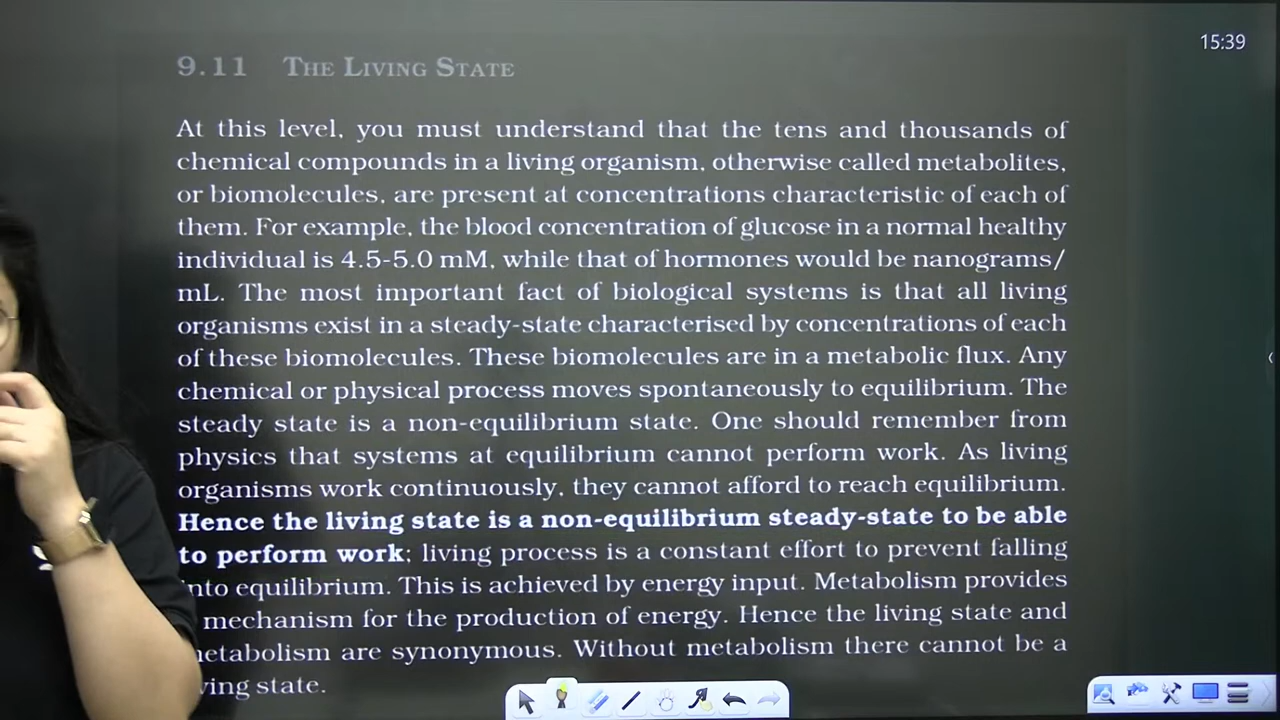 15:39
9.11 THE LIVING STATE
At this level, you must understand that the tens and thousands of
chemical compounds in a living organism, otherwise called metabolites,
or biomolecules, are present at concentrations characteristic of each of
them. For example, the blood concentration of glucose in a normal healthy
individual is 4.5-5.0 mM, while that of hormones would be nanograms/
mL. The most important fact of biological systems is that all living
organisms exist in a steady-state characterised by concentrations of each
of these biomolecules. These biomolecules are in a metabolic flux. Any
chemical or physical process moves spontaneously to equilibrium. The
steady state is a non-equilibrium state. One should remember from
physics that systems at equilibrium cannot perform work. As living
organisms work continuously, they cannot afford to reach equilibrium.
Hence the living state is a non-equilibrium steady-state to be able
to perform work; living process is a constant effort to prevent falling
into equilibrium. This is achieved by energy input. Metabolism provides
mechanism for the production of energy. Hence the living state and
metabolism are synonymous. Without metabolism there cannot be a
living state.